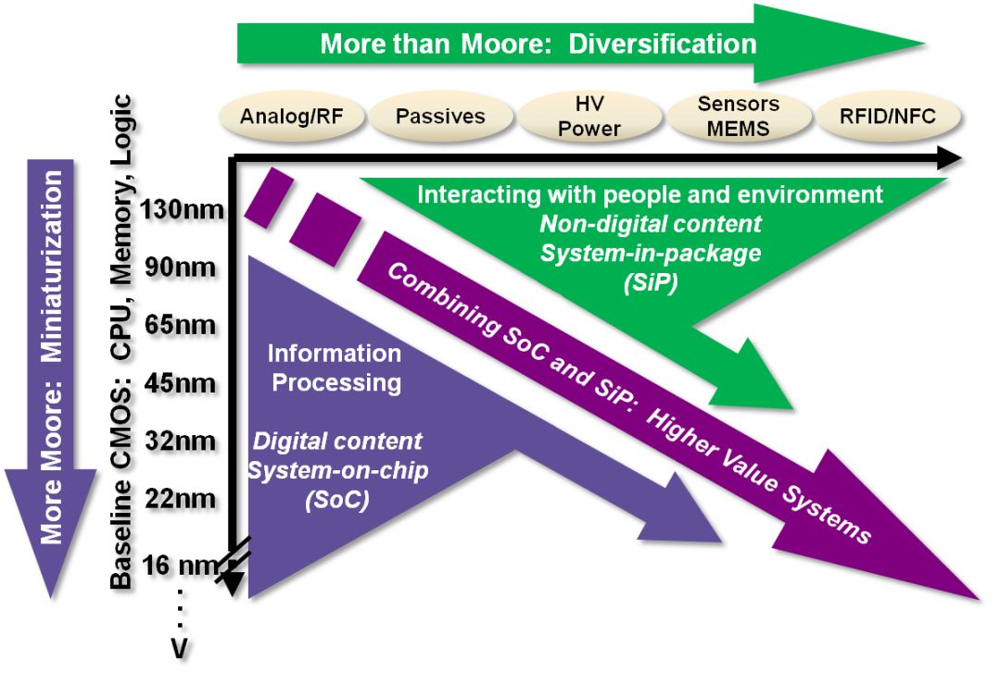 More than Moore: Diversification
Analog/RF
Passives
HV
Power
Sensors
MEMS
RFID/NFC
More Moore: Miniaturization
Baseline CMOS: CPU, Memory, Logic
130nm
90nm
65nm
45nm
32nm
22nm
16 nm
V
Interacting with people and environment
Non-digital content
System-in-package
(SiP)
Combining SoC and SiP: Higher Value Systems
Information
Processing
Digital content
System-on-chip
(SoC)